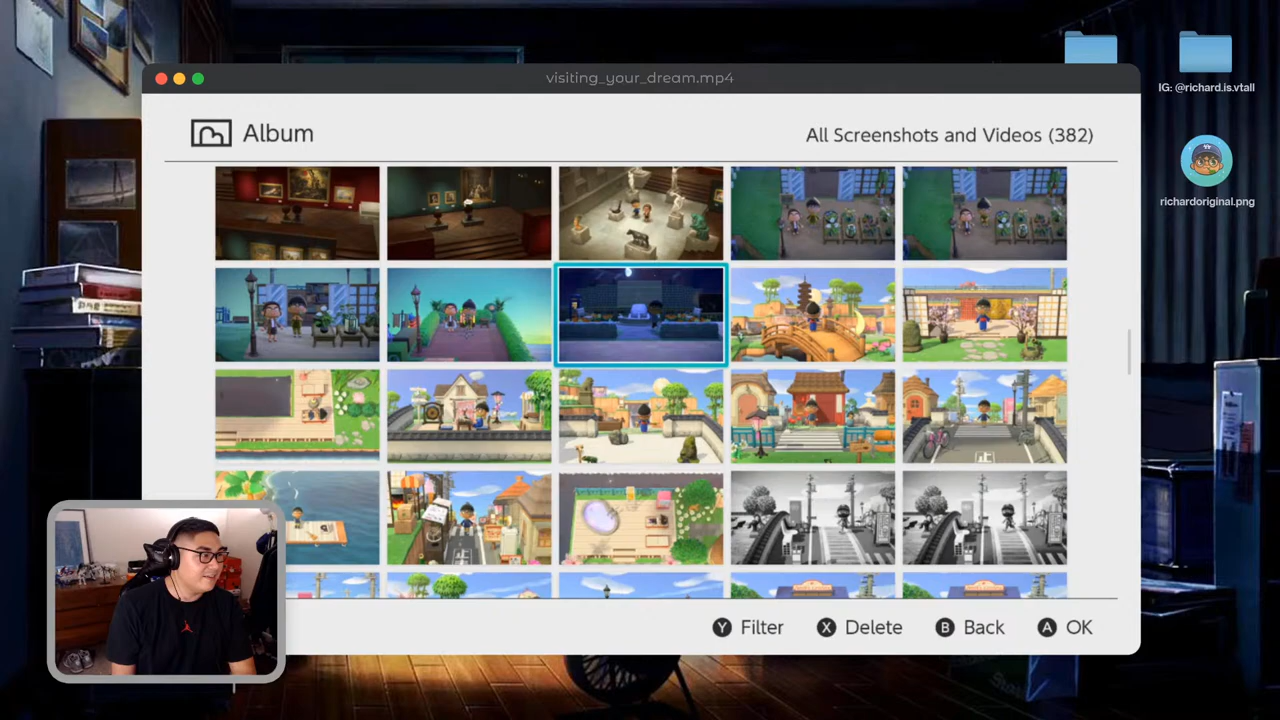 visiting_your_dream.mp4
IG: @richard.is.vtall
Album
All Screenshots and Videos (382)
richardoriginal.png
Y Filter
X Delete
B Back
A OK